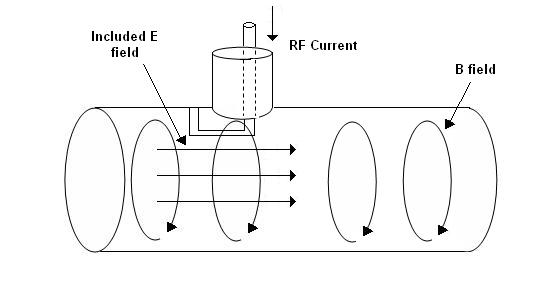 Included E
field
RF Current
B field